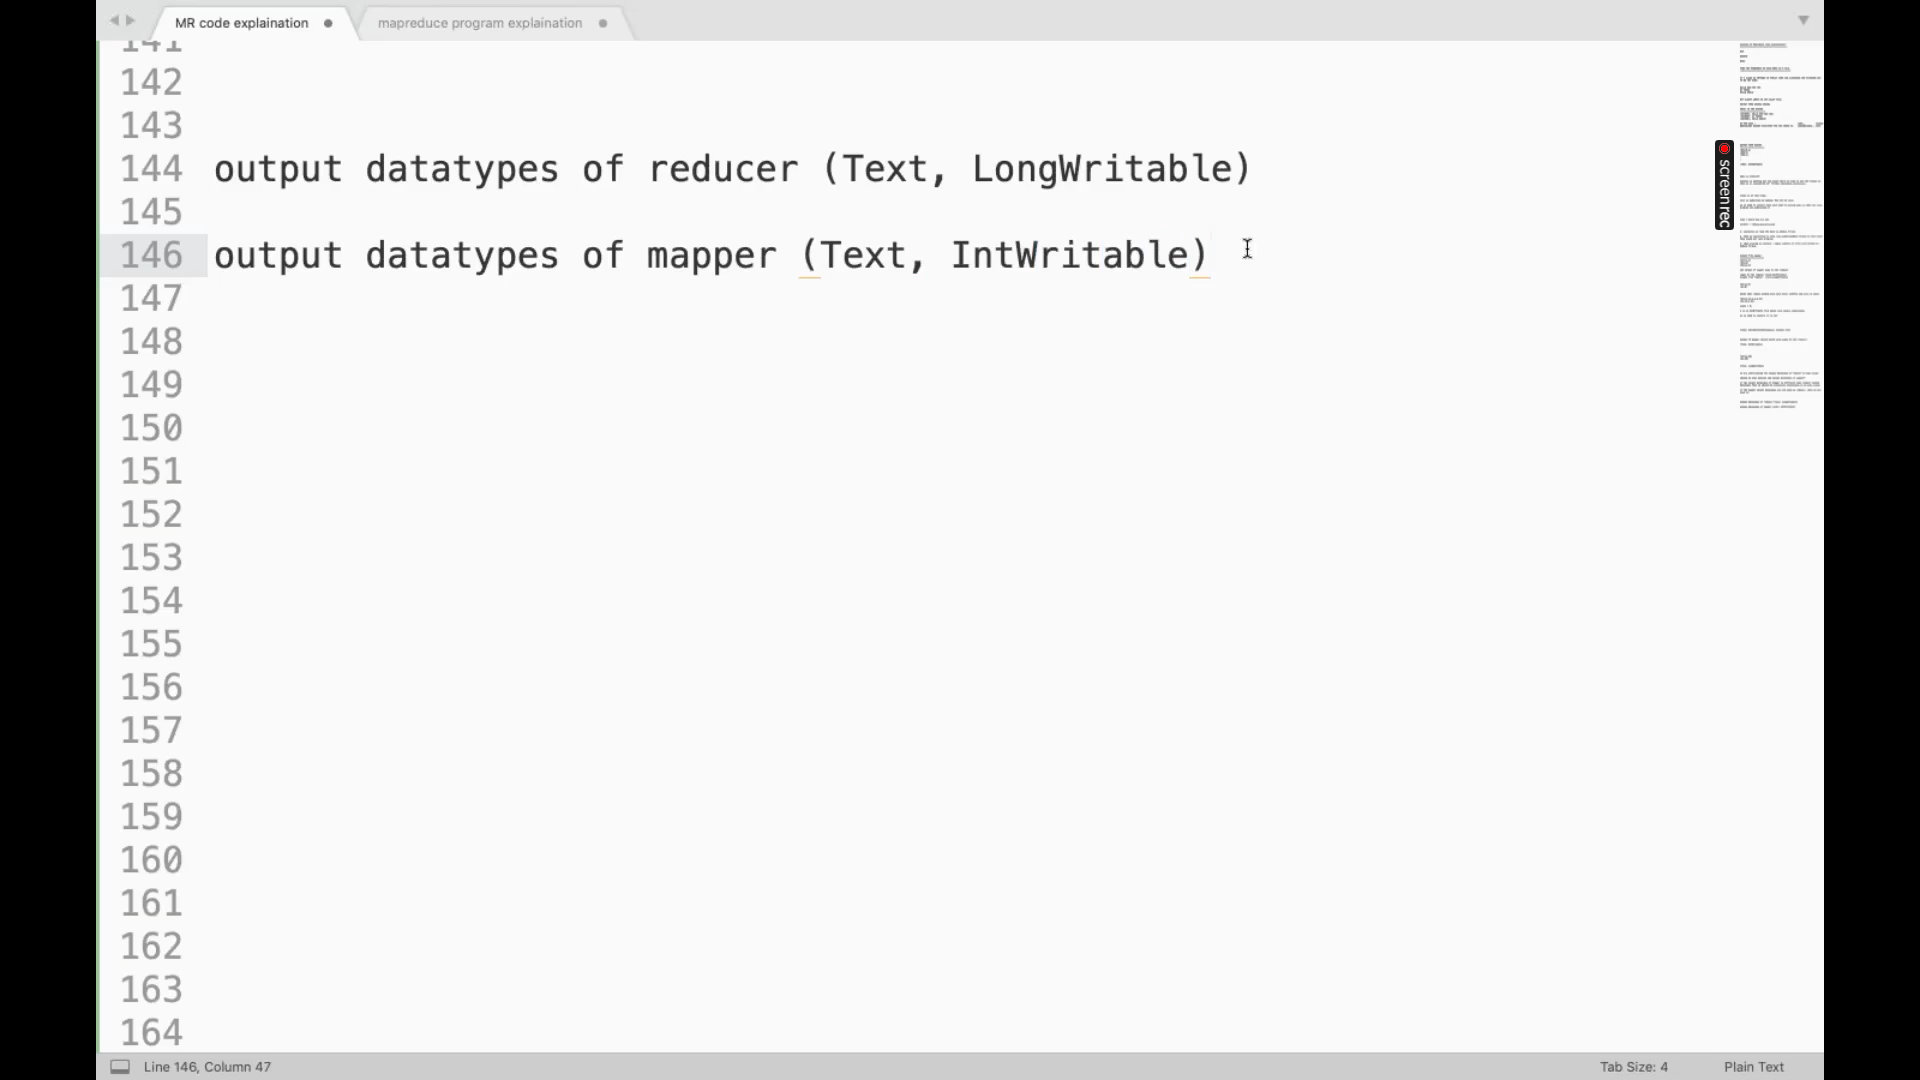 MR code explaination
mapreduce program explaination
141
142
143
144 output datatypes of reducer (Text, LongWritable)
145
146 output datatypes of mapper (Text, IntWritable)
147
148
149
150
151
152
153
154
155
156
157
158
159
160
161
162
163
164
screenrec
Line 146, Column 47
Tab Size: 4
Plain Text